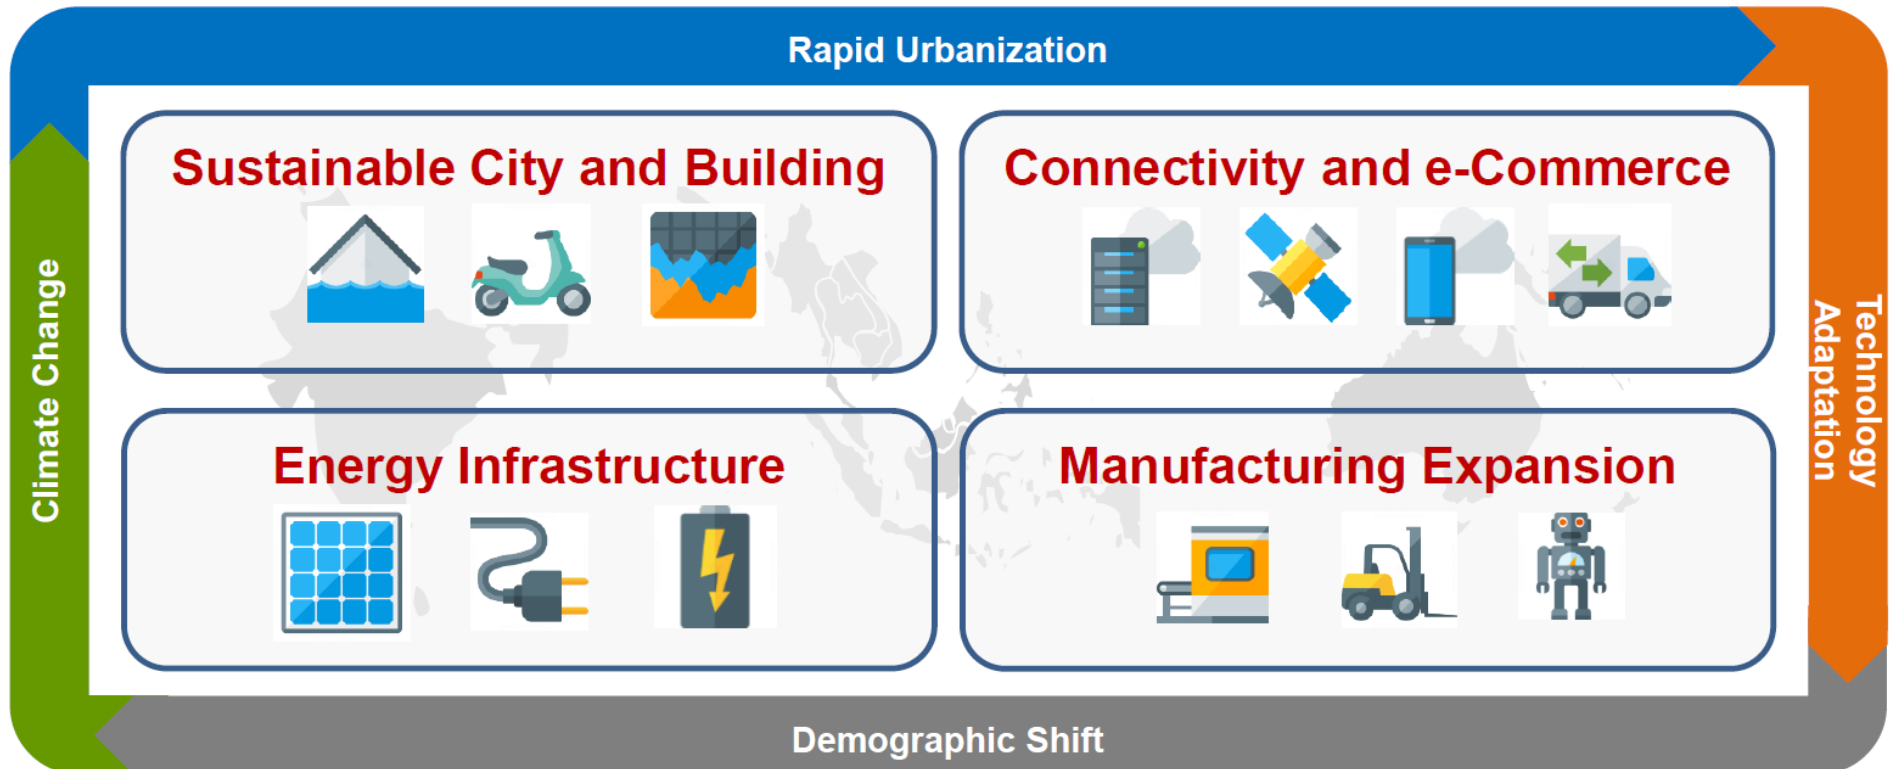 Rapid Urbanization
Sustainable City and Building
Connectivity and e-Commerce
Climate Change
Technology
Adaptation
Energy Infrastructure
Manufacturing Expansion
Demographic Shift